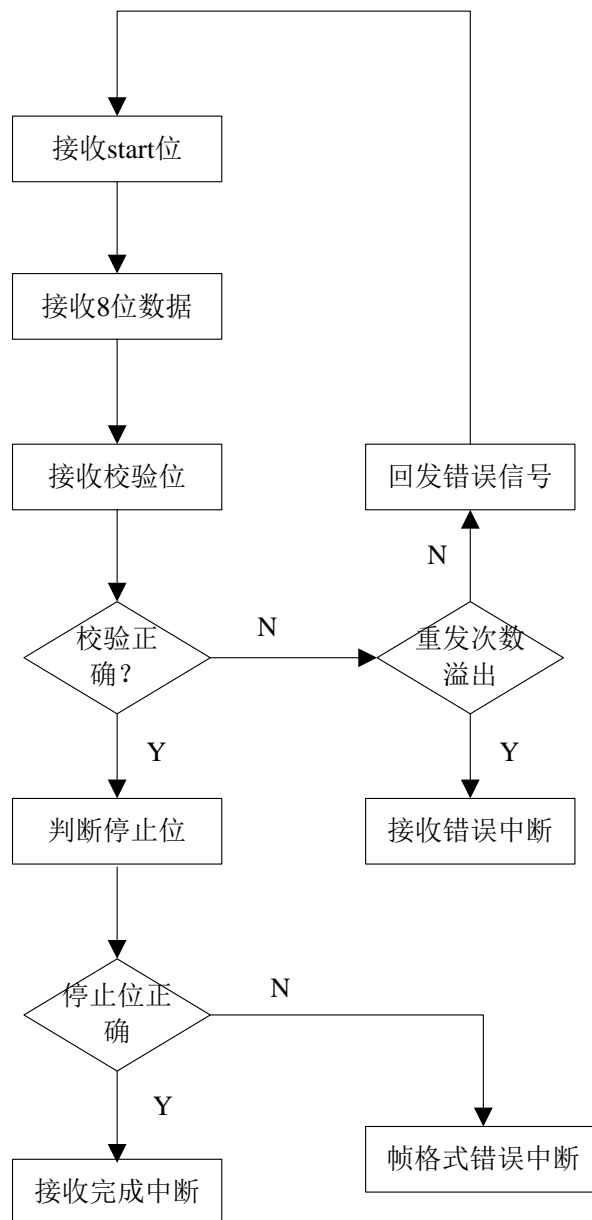 接收start位
接收8位数据
接收校验位
回发错误信号
N
校验正
确?
N
重发次数
溢出
Y
Y
判断停止位
接收错误中断
停止位正
确
N
Y
帧格式错误中断
接收完成中断